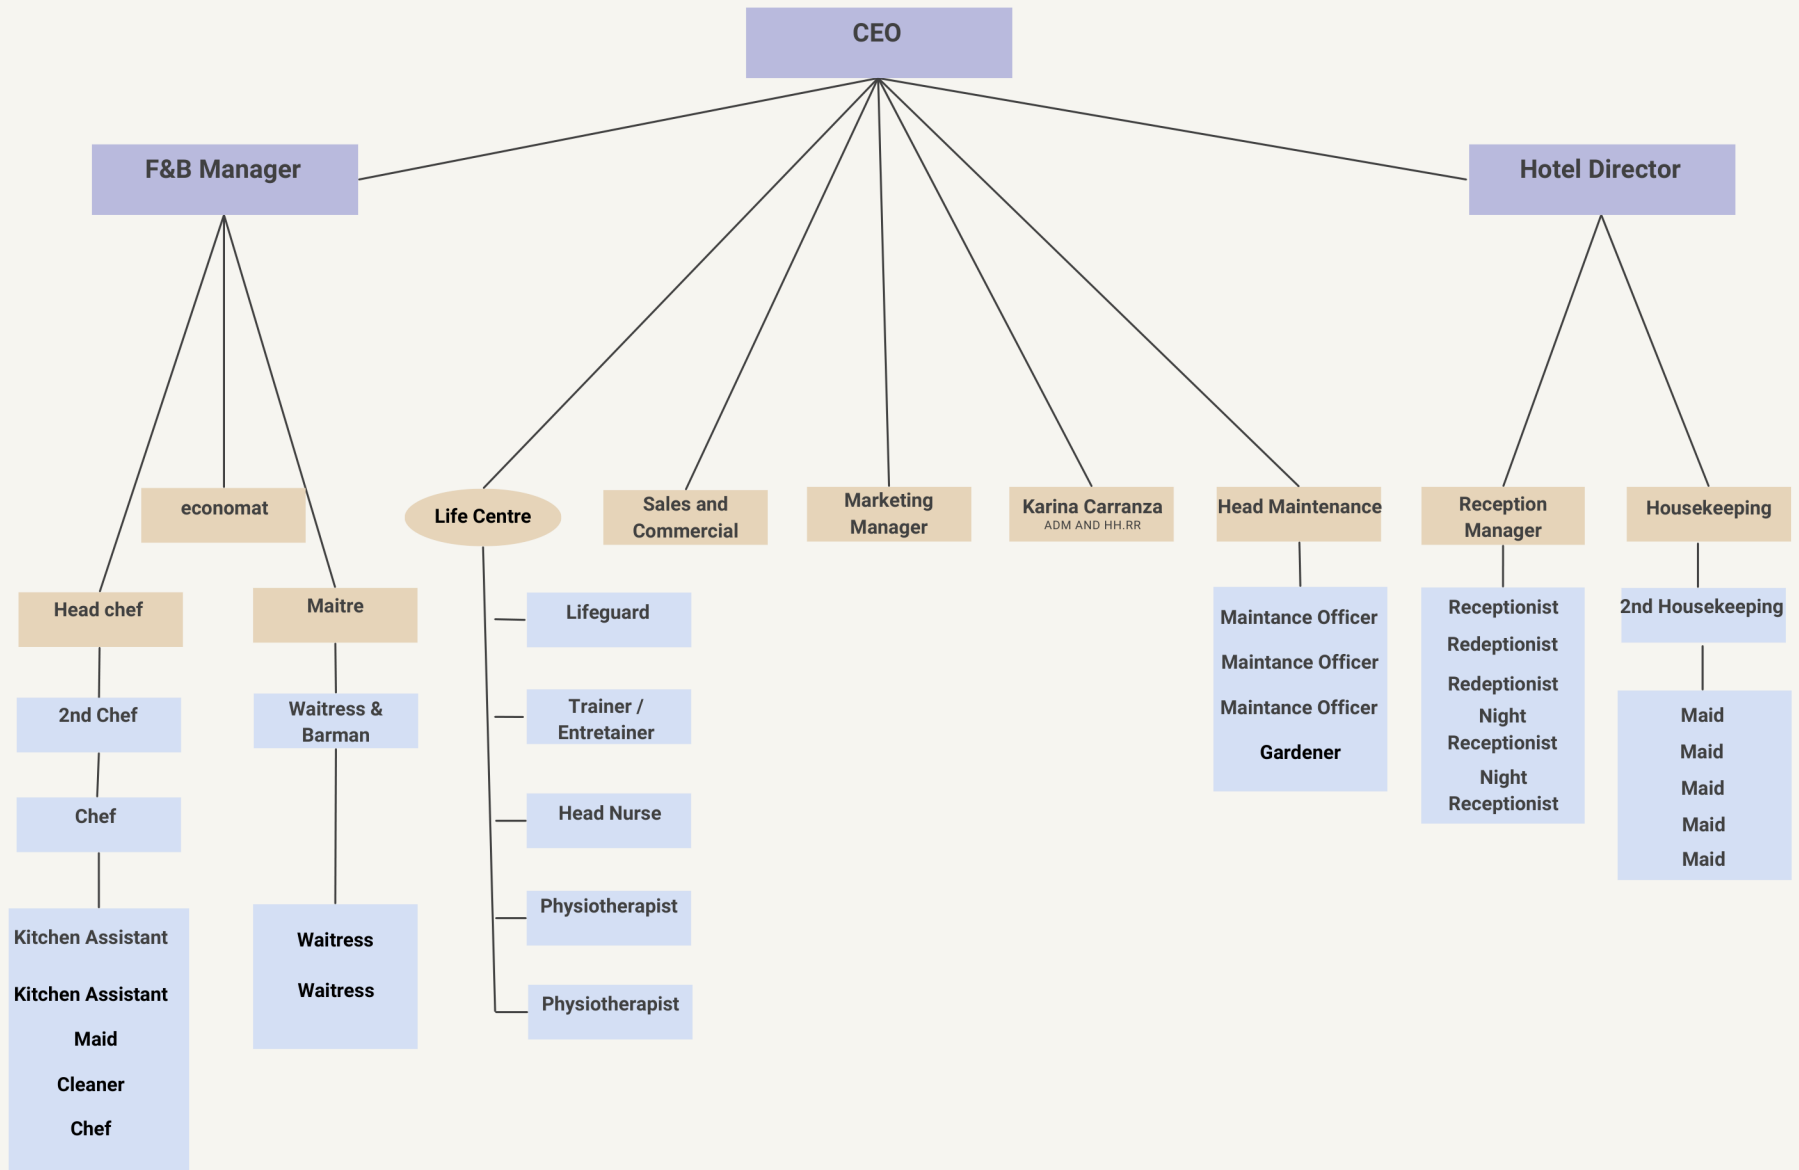 CEO
F&B Manager
Hotel Director
economat
Life Centre
Sales and
Commercial
Marketing
Manager
Karina Carranza
ADM AND HH.RR
Head Maintenance
Reception
Manager
Housekeeping
Head chef
Maitre
2nd Chef
Chef
Kitchen Assistant
Kitchen Assistant
Maid
Cleaner
Chef
Waitress &
Barman
Waitress
Waitress
Lifeguard
Trainer /
Entretainer
Head Nurse
Physiotherapist
Physiotherapist
Maintance Officer
Maintance Officer
Maintance Officer
Gardener
Receptionist
Redeptionist
Redeptionist
Night
Receptionist
Night
Receptionist
2nd Housekeeping
Maid
Maid
Maid
Maid
Maid